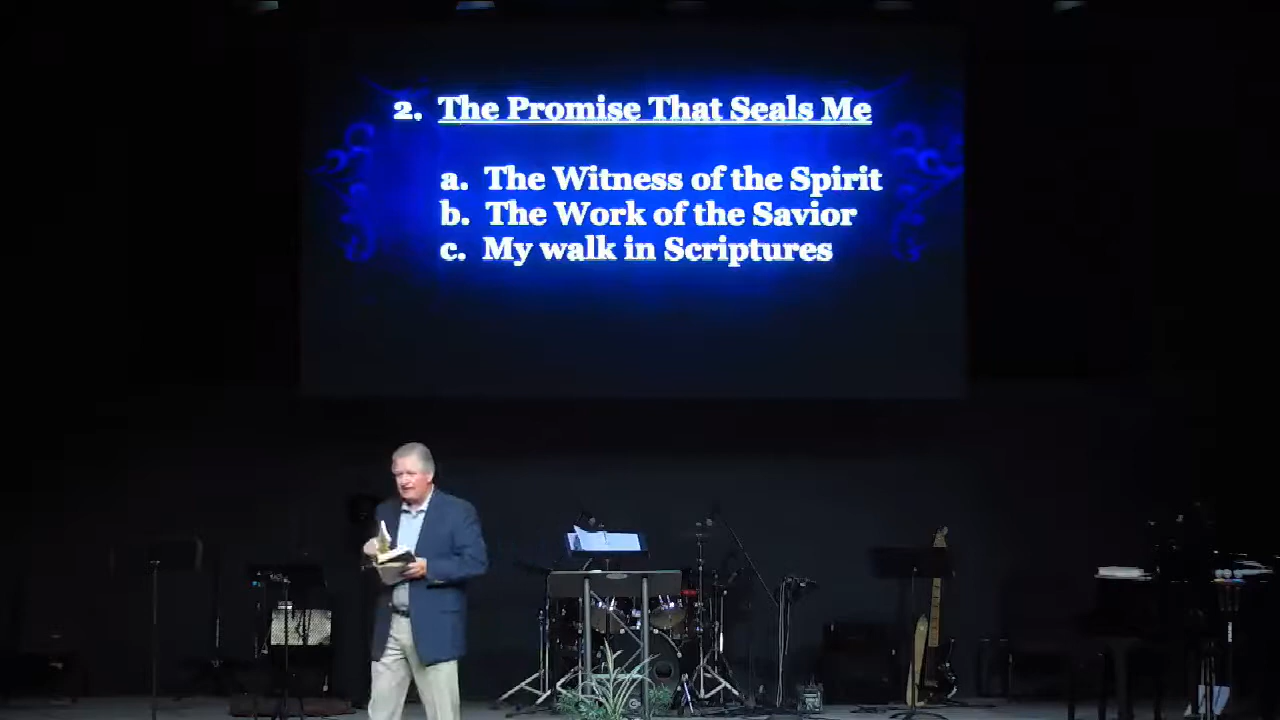 2. The Promise That Seals Me
a. The Witness of the Spirit
b. The Work of the Savior
c. My walk in Scriptures